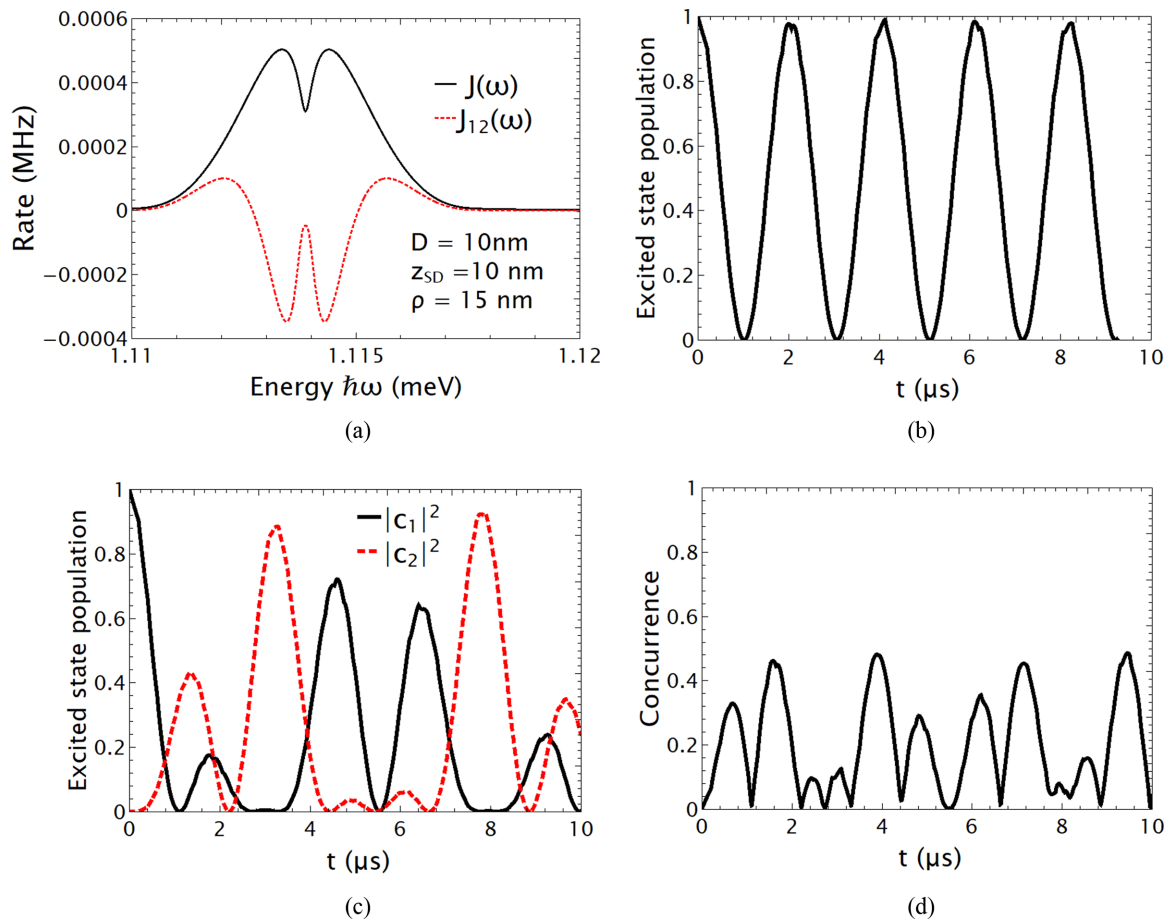 0.0006
0.0004
0.0002
0
−0.0002
−0.0004
Rate (MHz)
J(ω)
J₁₂(ω)
D = 10nm
z_SD =10 nm
ρ = 15 nm
1.11 1.115 1.12
Energy ℏω (meV)
(a)
1
0.8
0.6
0.4
0.2
0
Excited state population
0 2 4 6 8 10
t (μs)
(b)
1
0.8
0.6
0.4
0.2
0
Excited state population
|c₁|²
|c₂|²
0 2 4 6 8 10
t (μs)
(c)
1
0.8
0.6
0.4
0.2
0
Concurrence
0 2 4 6 8 10
t (μs)
(d)